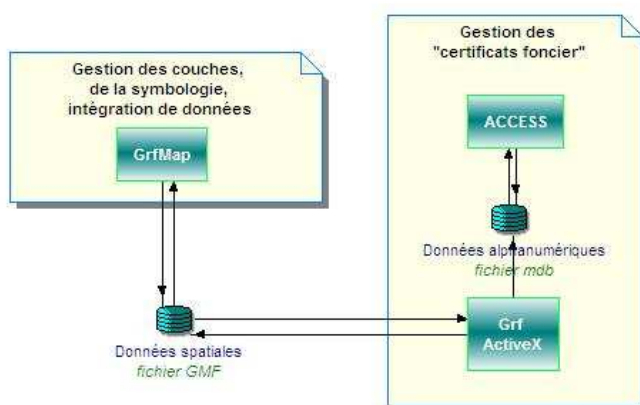 Gestion des couches,
de la symbologie,
intégration de données
GrfMap
Gestion des
"certificats foncier"
ACCESS
Données alphanumériques
fichier mdb
Grf
ActiveX
Données spatiales
fichier GMF